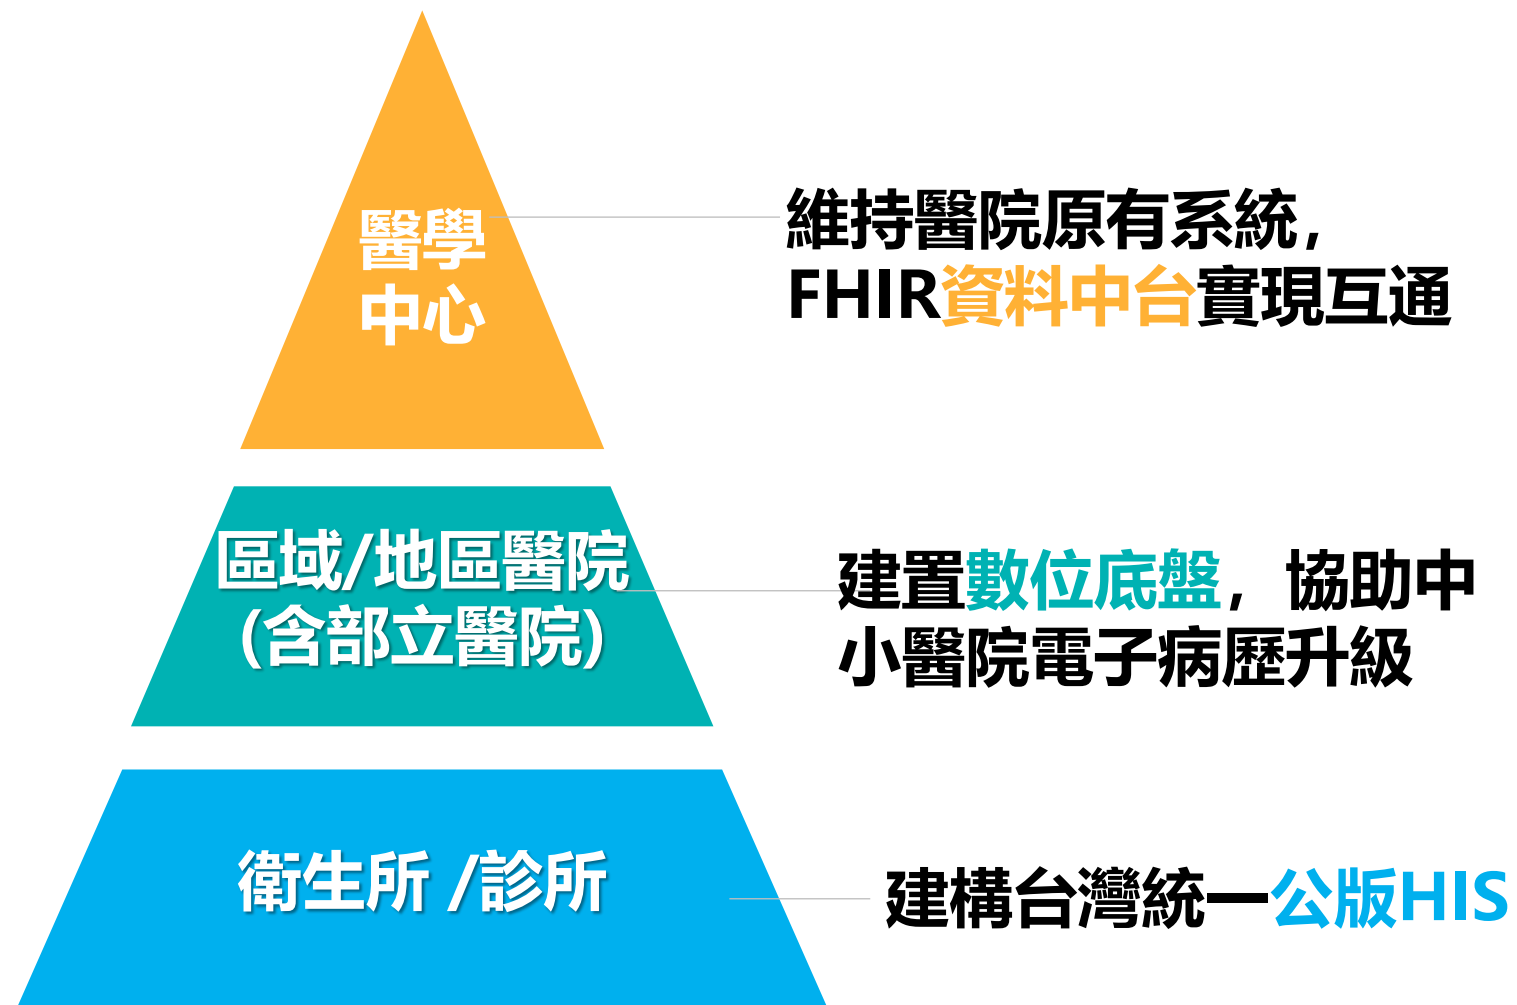 醫學
中心
維持醫院原有系統，
FHIR資料中台實現互通
區域/地區醫院
(含部立醫院)
建置數位底盤，協助中
小醫院電子病歷升級
衛生所 /診所
建構台灣統一公版HIS